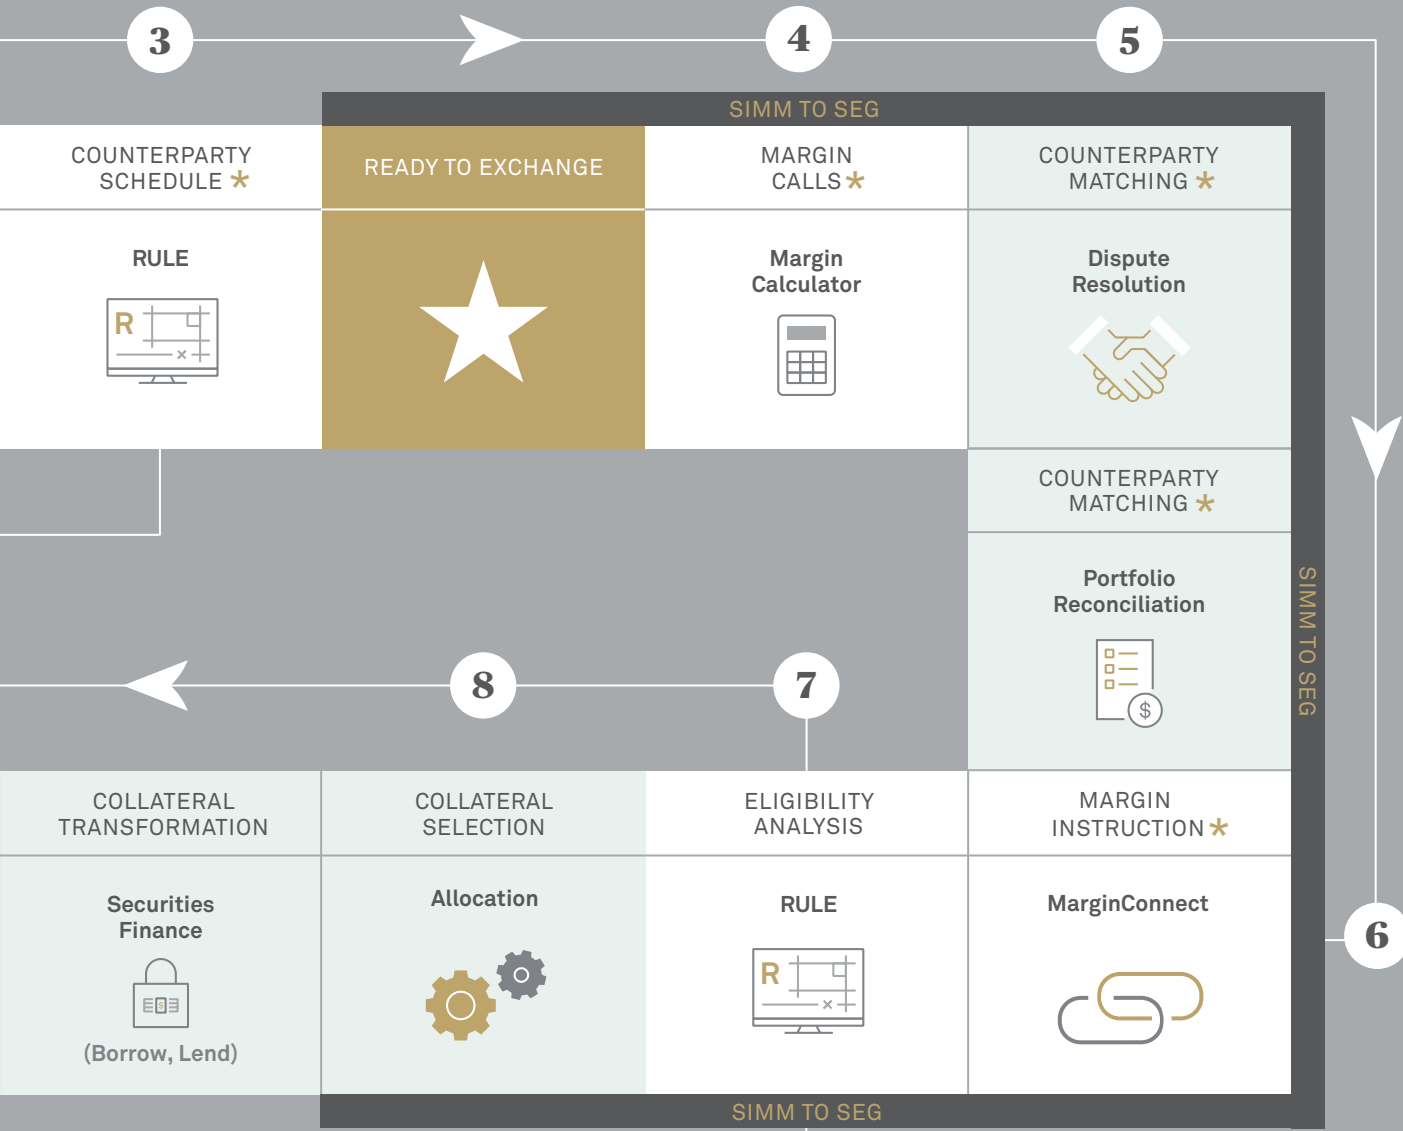 3
4
5
SIMM TO SEG
COUNTERPARTY
SCHEDULE *
READY TO EXCHANGE
MARGIN
CALLS *
COUNTERPARTY
MATCHING *
RULE
R
Margin
Calculator
Dispute
Resolution
COUNTERPARTY
MATCHING *
Portfolio
Reconciliation
$
SIMM TO SEG
8
7
COLLATERAL
TRANSFORMATION
COLLATERAL
SELECTION
ELIGIBILITY
ANALYSIS
MARGIN
INSTRUCTION *
Securities
Finance
$
(Borrow, Lend)
Allocation
RULE
R
MarginConnect
6
SIMM TO SEG